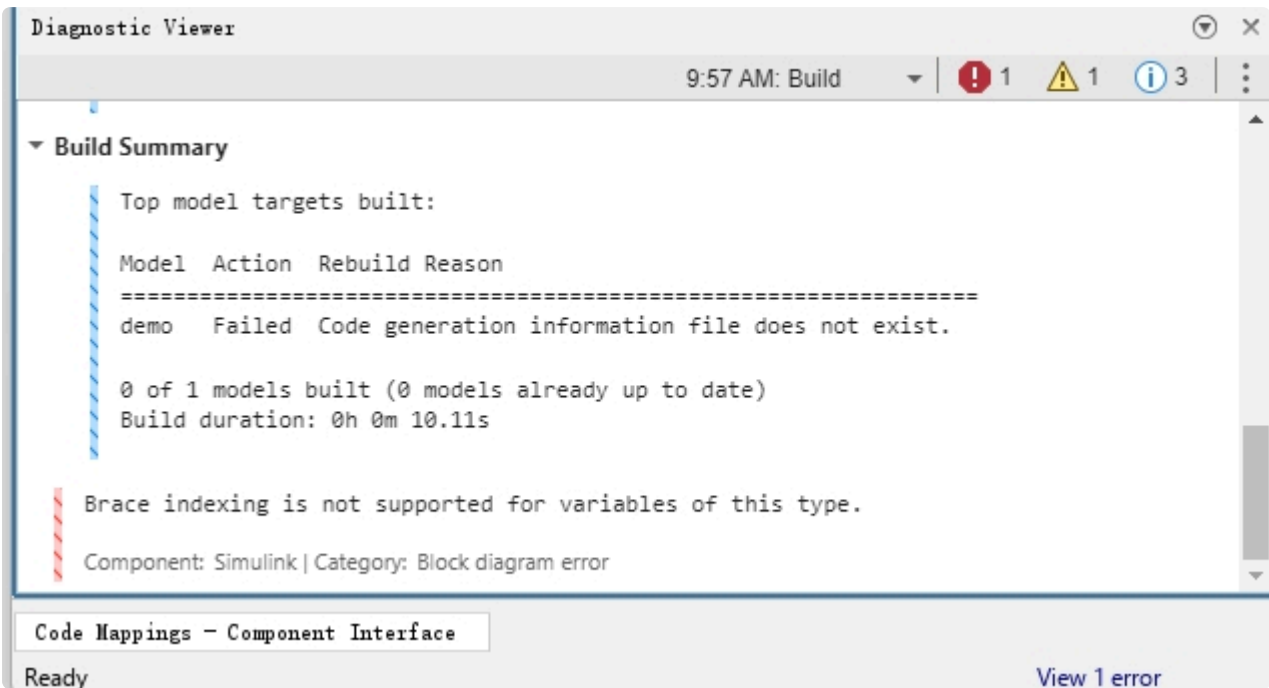 Diagnostic Viewer
9:57 AM: Build 1 1 3
Build Summary
Top model targets built:
Model Action Rebuild Reason
=================================================================
demo Failed Code generation information file does not exist.
0 of 1 models built (0 models already up to date)
Build duration: 0h 0m 10.11s
Brace indexing is not supported for variables of this type.
Component: Simulink | Category: Block diagram error
Code Mappings - Component Interface
Ready View 1 error